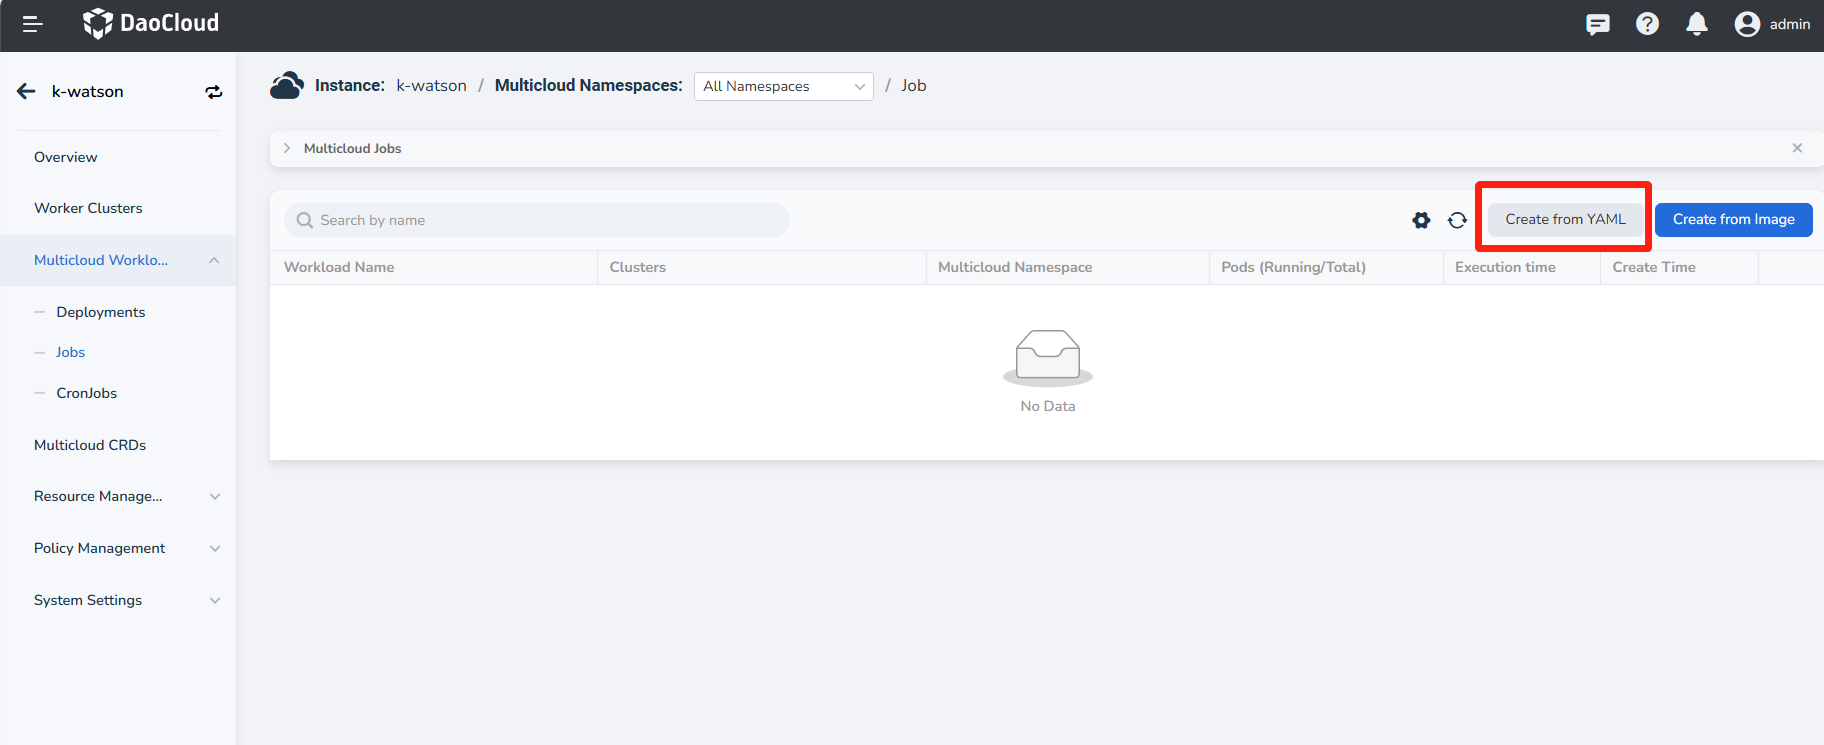 DaoCloud
admin
k-watson
Instance: k-watson / Multicloud Namespaces: All Namespaces / Job
Overview
Worker Clusters
Multicloud Worklo...
Deployments
Jobs
CronJobs
Multicloud CRDs
Resource Manage...
Policy Management
System Settings
Multicloud Jobs
Search by name
Create from YAML
Create from Image
Workload Name Clusters Multicloud Namespace Pods (Running/Total) Execution time Create Time
No Data